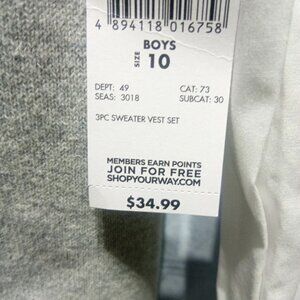 4 894118 016758
BOYS
SIZE 10
DEPT: 49 CAT: 73
SEAS: 3018 SUBCAT: 30
3PC SWEATER VEST SET
MEMBERS EARN POINTS
JOIN FOR FREE
SHOPYOURWAY.COM
$34.99